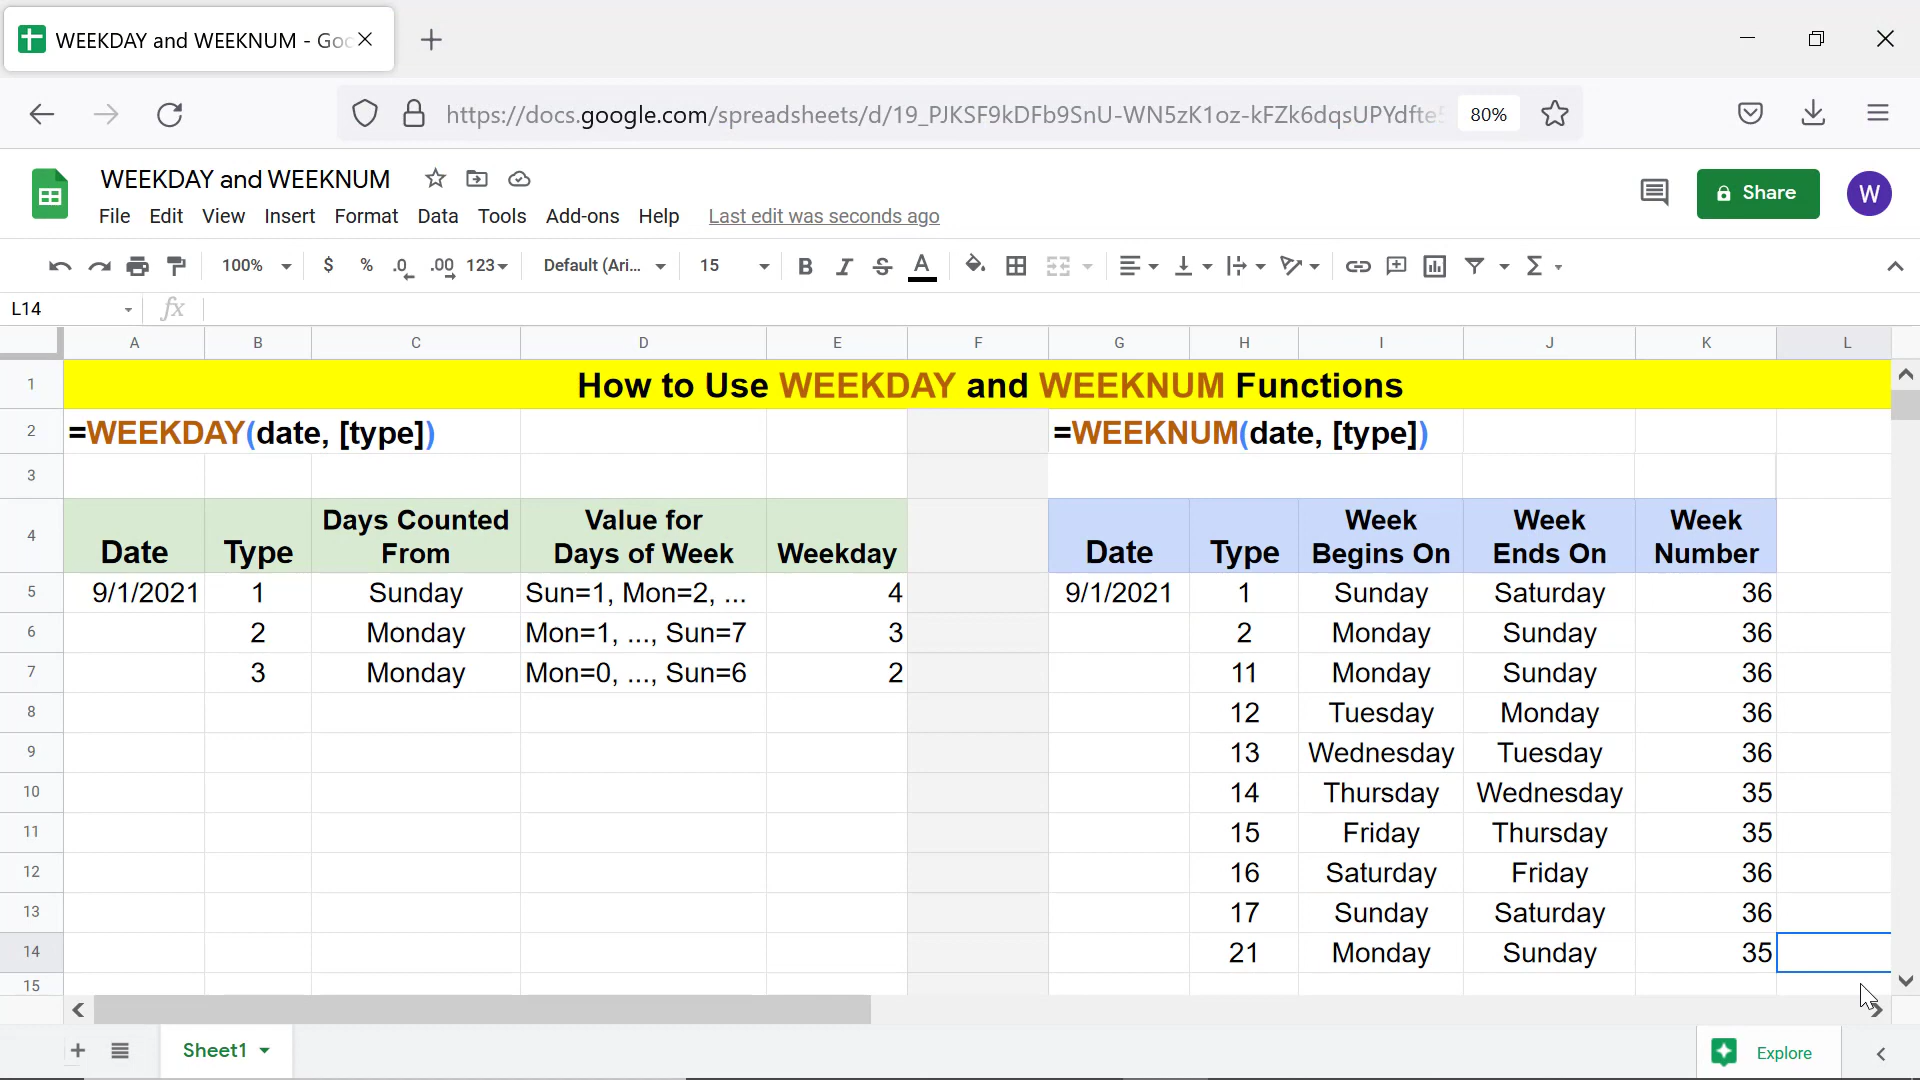 WEEKDAY and WEEKNUM - Goo
https://docs.google.com/spreadsheets/d/19_PJKSF9kDFb9SnU-WN5zK1oz-kFZk6dqsUPYdfte5
80%
WEEKDAY and WEEKNUM
File Edit View Insert Format Data Tools Add-ons Help Last edit was seconds ago
Share
W
100% $ % .0 .00 123 Default (Ari... 15 B I S A
L14 fx
A B C D E F G H I J K L
1 How to Use WEEKDAY and WEEKNUM Functions
2 =WEEKDAY(date, [type]) =WEEKNUM(date, [type])
3
4 Date Type Days Counted From Value for Days of Week Weekday Date Type Week Begins On Week Ends On Week Number
5 9/1/2021 1 Sunday Sun=1, Mon=2, ... 4 9/1/2021 1 Sunday Saturday 36
6 2 Monday Mon=1, ..., Sun=7 3 2 Monday Sunday 36
7 3 Monday Mon=0, ..., Sun=6 2 11 Monday Sunday 36
8 12 Tuesday Monday 36
9 13 Wednesday Tuesday 36
10 14 Thursday Wednesday 35
11 15 Friday Thursday 35
12 16 Saturday Friday 36
13 17 Sunday Saturday 36
14 21 Monday Sunday 35
15
Sheet1
Explore